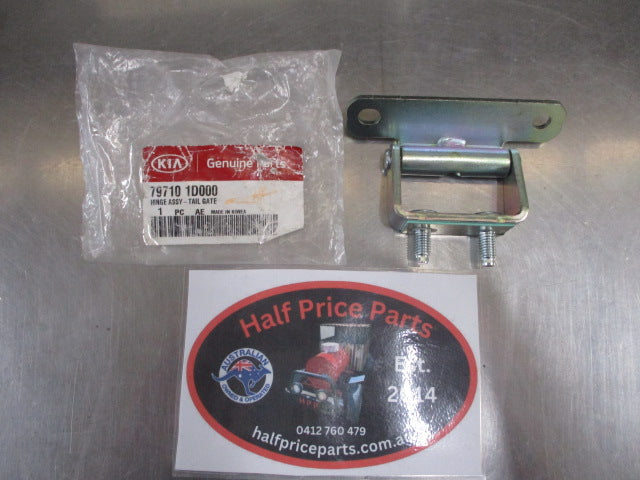 KIA Genuine Parts
79710 1D000
HINGE ASSY-TAIL GATE
1 PC AE MADE IN KOREA
Half Price Parts
AUSTRALIAN
OWNED & OPERATED
Est.
2014
0412 760 479
halfpriceparts.com.au